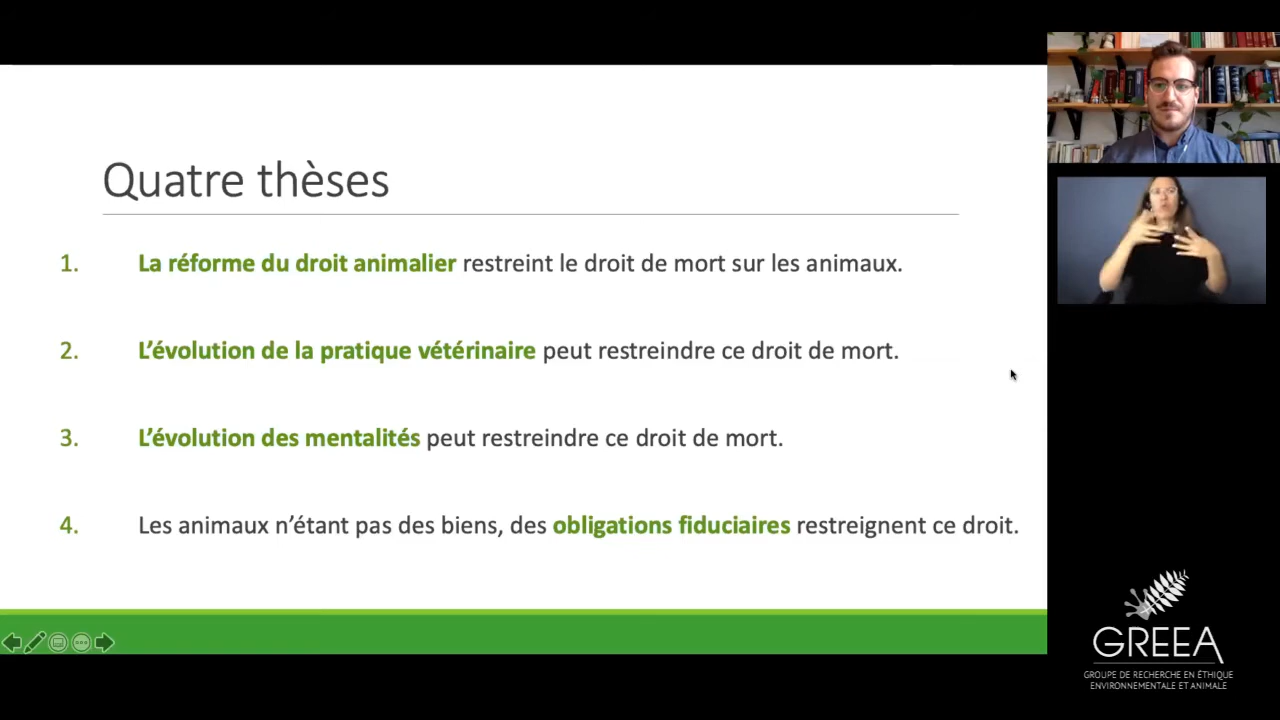 Quatre thèses
1. La réforme du droit animalier restreint le droit de mort sur les animaux.
2. L’évolution de la pratique vétérinaire peut restreindre ce droit de mort.
3. L’évolution des mentalités peut restreindre ce droit de mort.
4. Les animaux n’étant pas des biens, des obligations fiduciaires restreignent ce droit.
GREEA
GROUPE DE RECHERCHE EN ÉTHIQUE
ENVIRONNEMENTALE ET ANIMALE